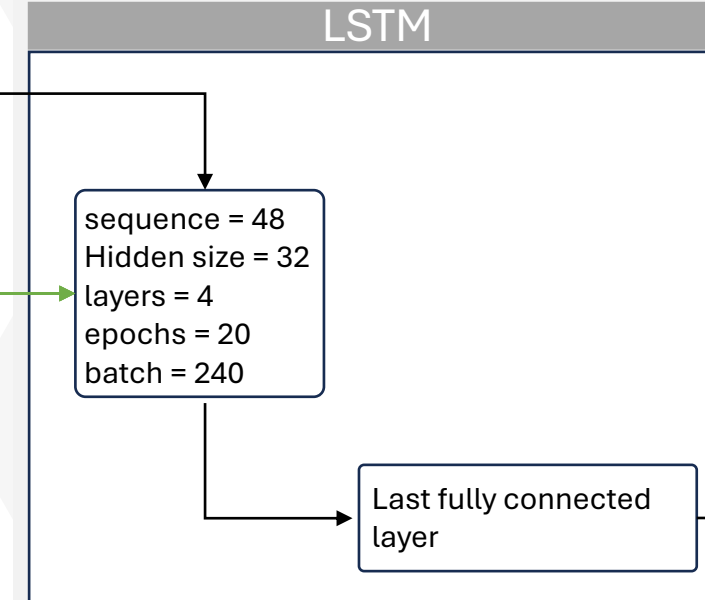 LSTM
sequence = 48
Hidden size = 32
layers = 4
epochs = 20
batch = 240
Last fully connected
layer